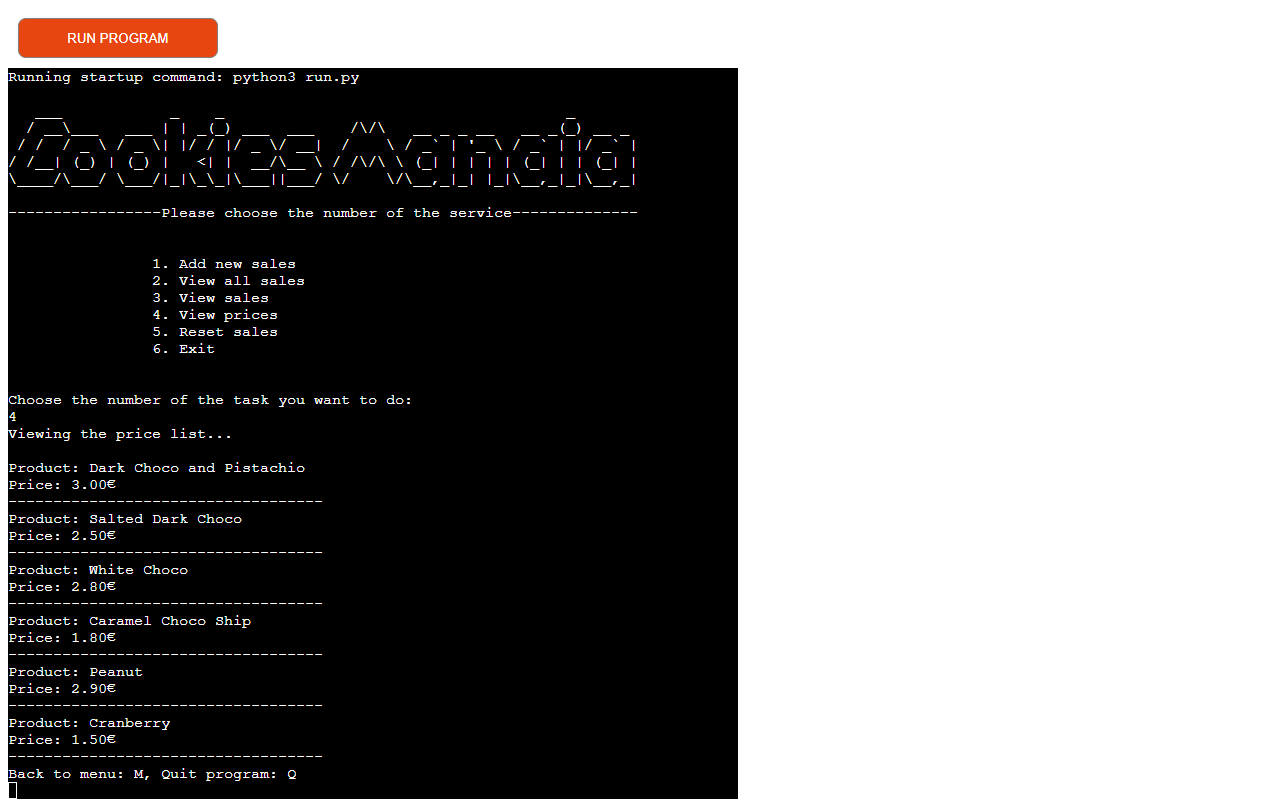 RUN PROGRAM
Running startup command: python3 run.py
Cookies Manaia
-----------------Please choose the number of the service--------------
1. Add new sales
2. View all sales
3. View sales
4. View prices
5. Reset sales
6. Exit
Choose the number of the task you want to do:
4
Viewing the price list...
Product: Dark Choco and Pistachio
Price: 3.00€
-----------------------------------
Product: Salted Dark Choco
Price: 2.50€
-----------------------------------
Product: White Choco
Price: 2.80€
-----------------------------------
Product: Caramel Choco Ship
Price: 1.80€
-----------------------------------
Product: Peanut
Price: 2.90€
-----------------------------------
Product: Cranberry
Price: 1.50€
-----------------------------------
Back to menu: M, Quit program: Q